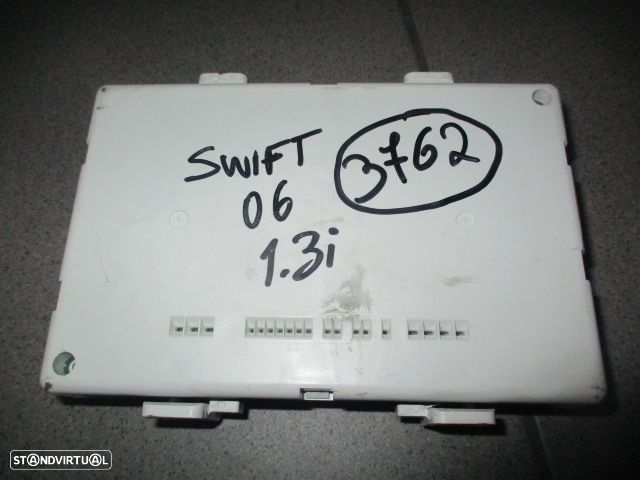 SWIFT 3762
06
1.3i
STANDVIRTUAL